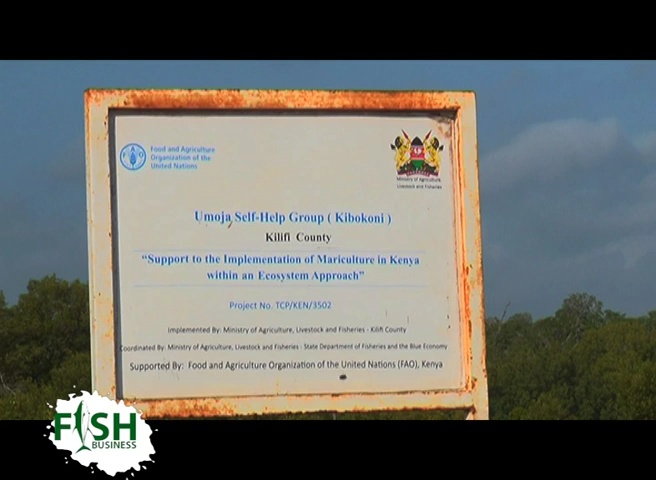 Food and Agriculture
Organization of the
United Nations
FAO
Ministry of Agriculture,
Livestock and Fisheries
Umoja Self-Help Group ( Kibokoni )
Kilifi County
"Support to the Implementation of Mariculture in Kenya
within an Ecosystem Approach"
Project No. TCP/KEN/3502
Implemented By: Ministry of Agriculture, Livestock and Fisheries - Kilifi County
Coordinated By: Ministry of Agriculture, Livestock and Fisheries - State Department of Fisheries and the Blue Economy
Supported By: Food and Agriculture Organization of the United Nations (FAO), Kenya
FISH
BUSINESS